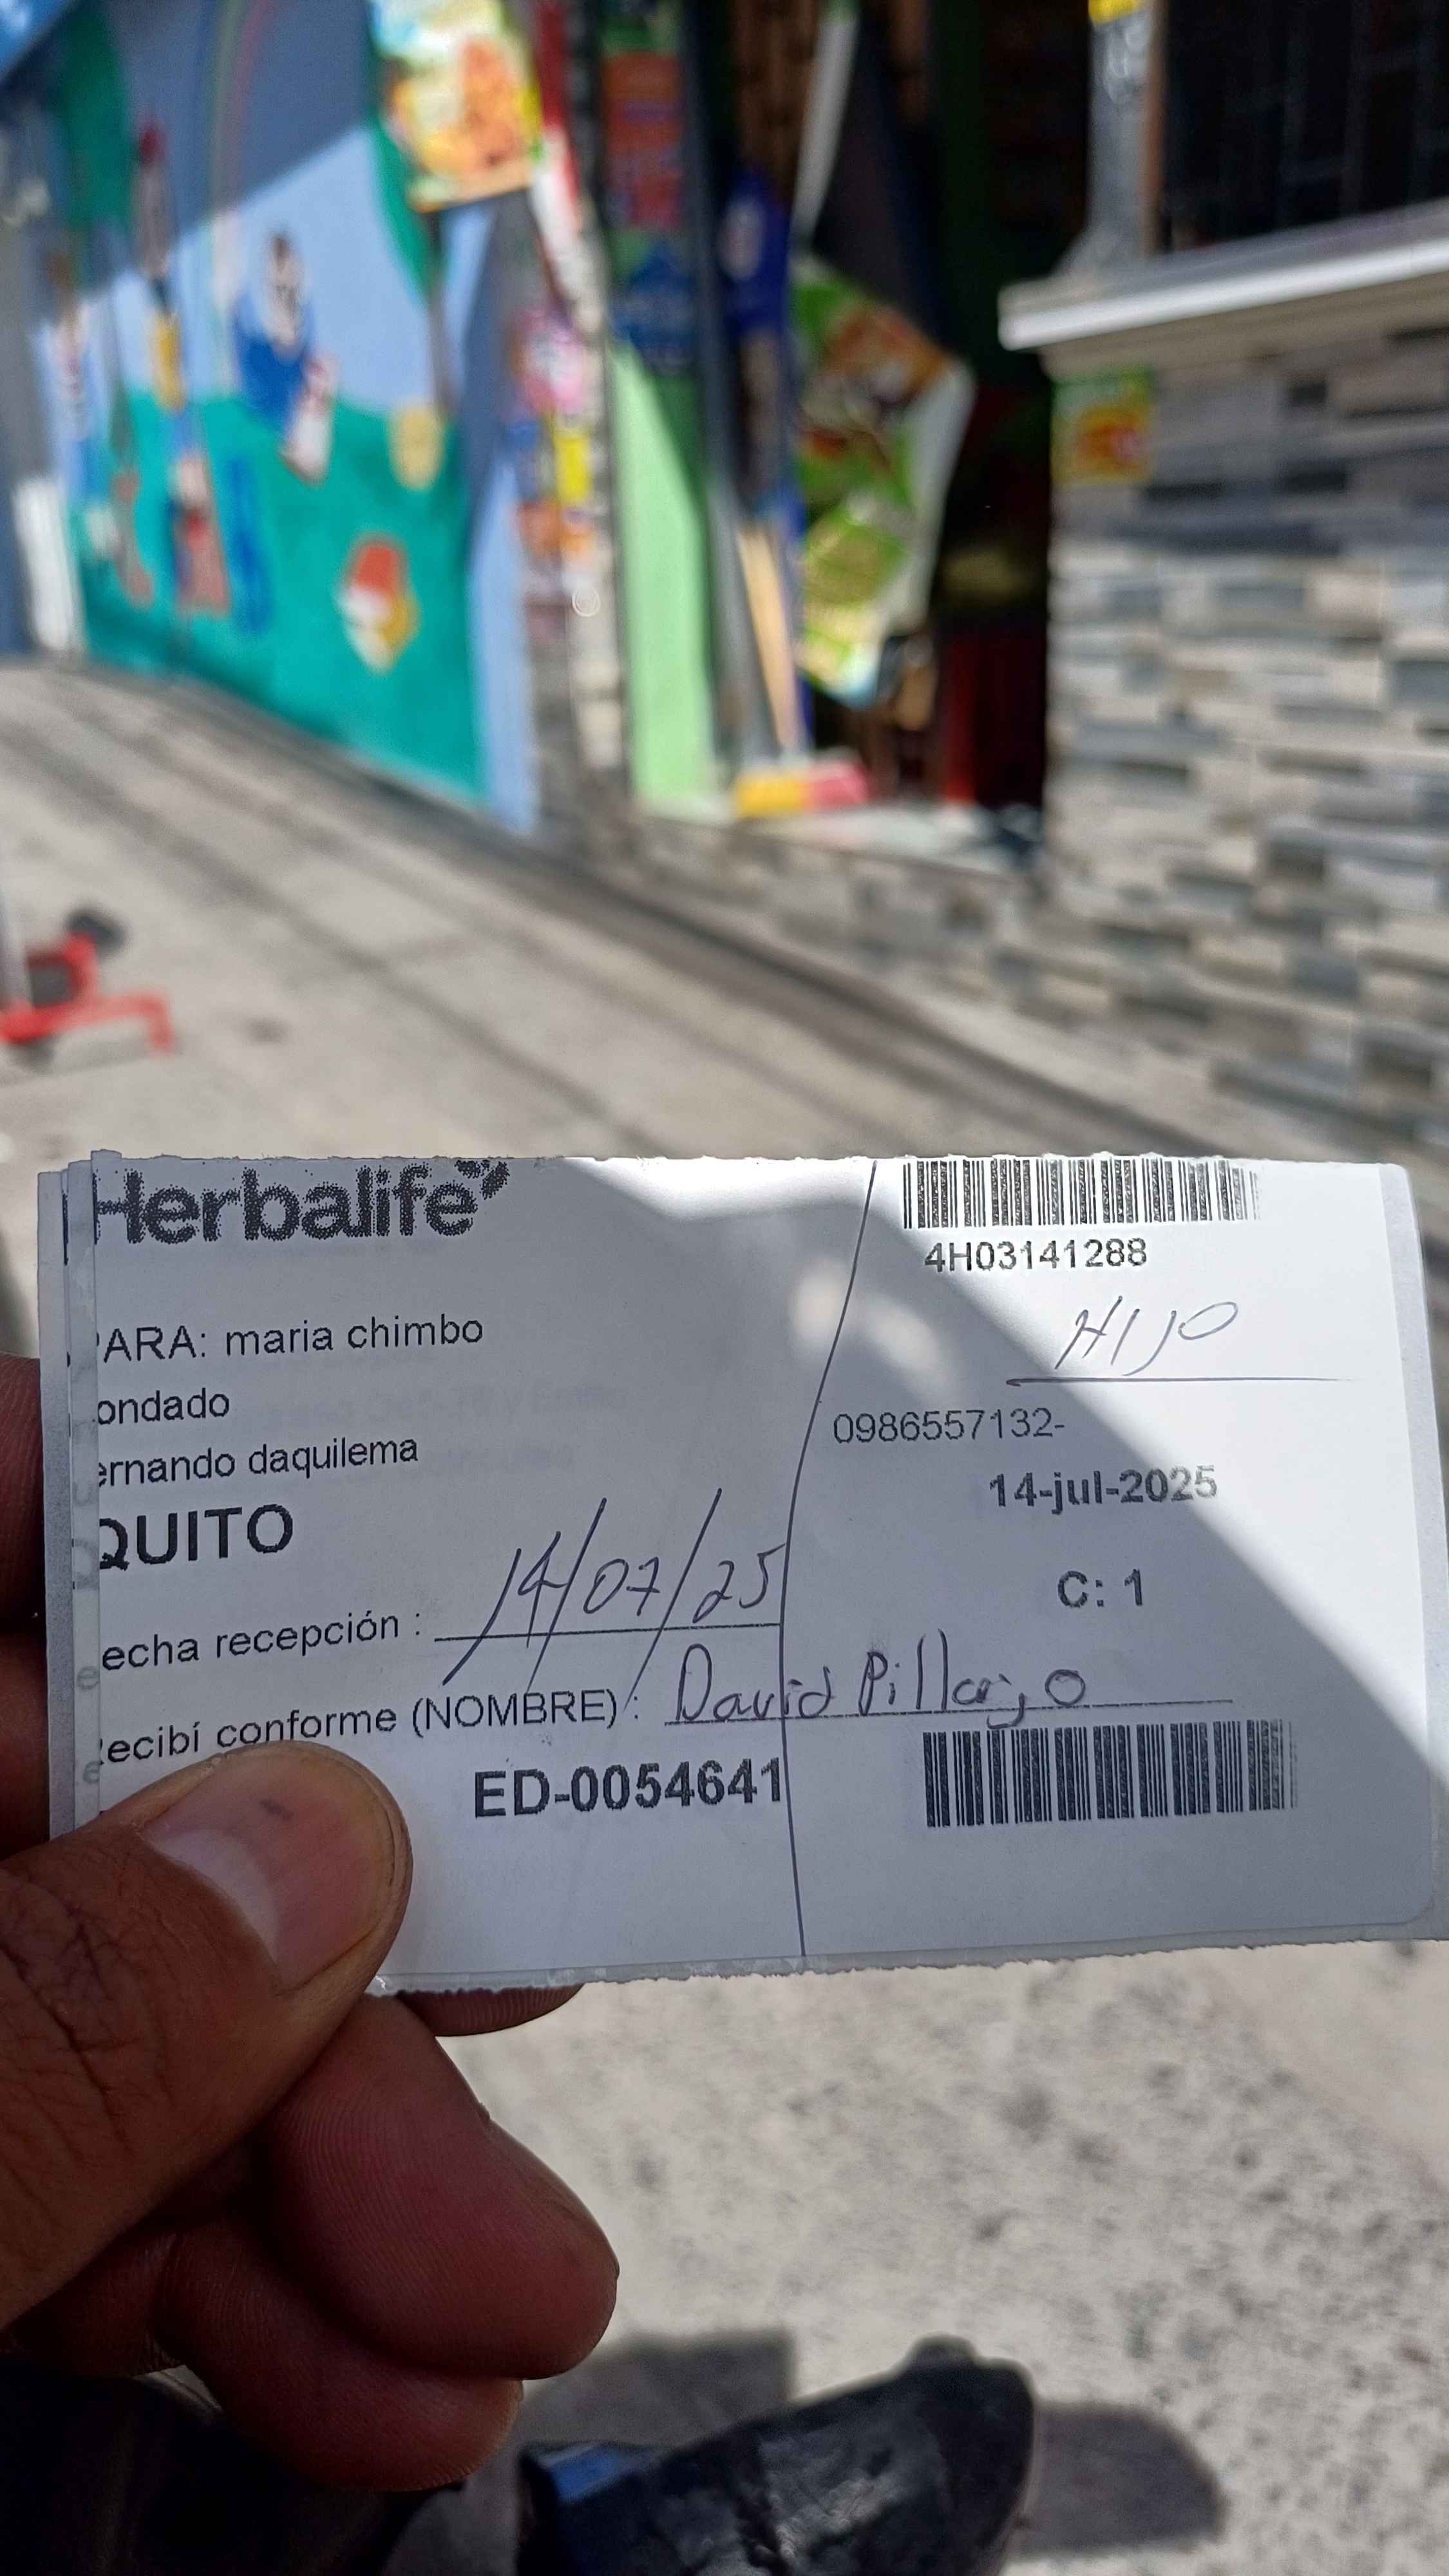 Herbalife
4H03141288
HIJO
PARA: maria chimbo
ondado
ernando daquilema
QUITO
0986557132-
14-jul-2025
C: 1
echa recepción : 14/07/25
ecibí conforme (NOMBRE) : David Pillajo
ED-0054641